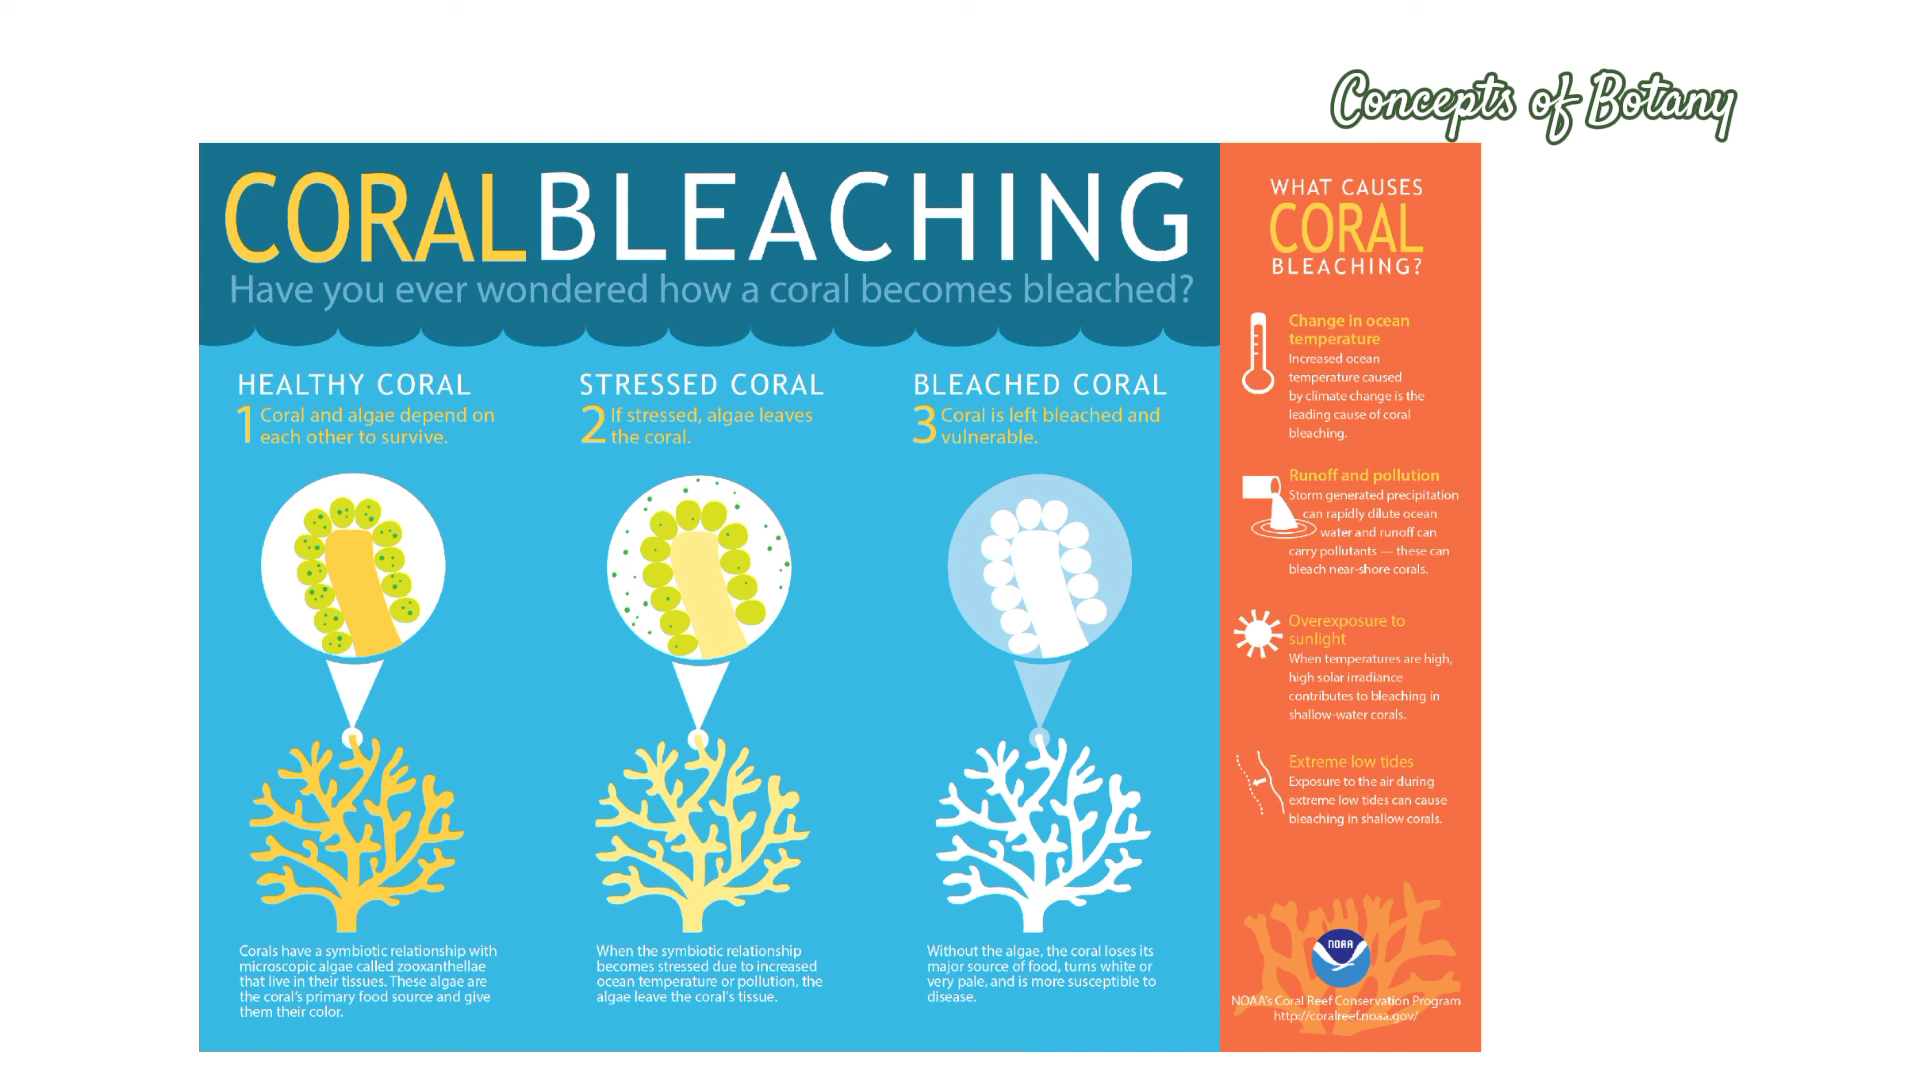 Concepts of Botany
CORALBLEACHING
Have you ever wondered how a coral becomes bleached?
HEALTHY CORAL
1 Coral and algae depend on
each other to survive.
Corals have a symbiotic relationship with
microscopic algae called zooxanthellae
that live in their tissues. These algae are
the coral's primary food source and give
them their color.
STRESSED CORAL
2 If stressed, algae leaves
the coral.
When the symbiotic relationship
becomes stressed due to increased
ocean temperature or pollution, the
algae leave the coral's tissue.
BLEACHED CORAL
3 Coral is left bleached and
vulnerable.
Without the algae, the coral loses its
major source of food, turns white or
very pale, and is more susceptible to
disease.
WHAT CAUSES
CORAL
BLEACHING?
Change in ocean
temperature
Increased ocean
temperature caused
by climate change is the
leading cause of coral
bleaching.
Runoff and pollution
Storm generated precipitation
can rapidly dilute ocean
water and runoff can
carry pollutants — these can
bleach near-shore corals.
Overexposure to
sunlight
When temperatures are high,
high solar irradiance
contributes to bleaching in
shallow-water corals.
Extreme low tides
Exposure to the air during
extreme low tides can cause
bleaching in shallow corals.
NOAA
NOAA's Coral Reef Conservation Program
http://coralreef.noaa.gov/